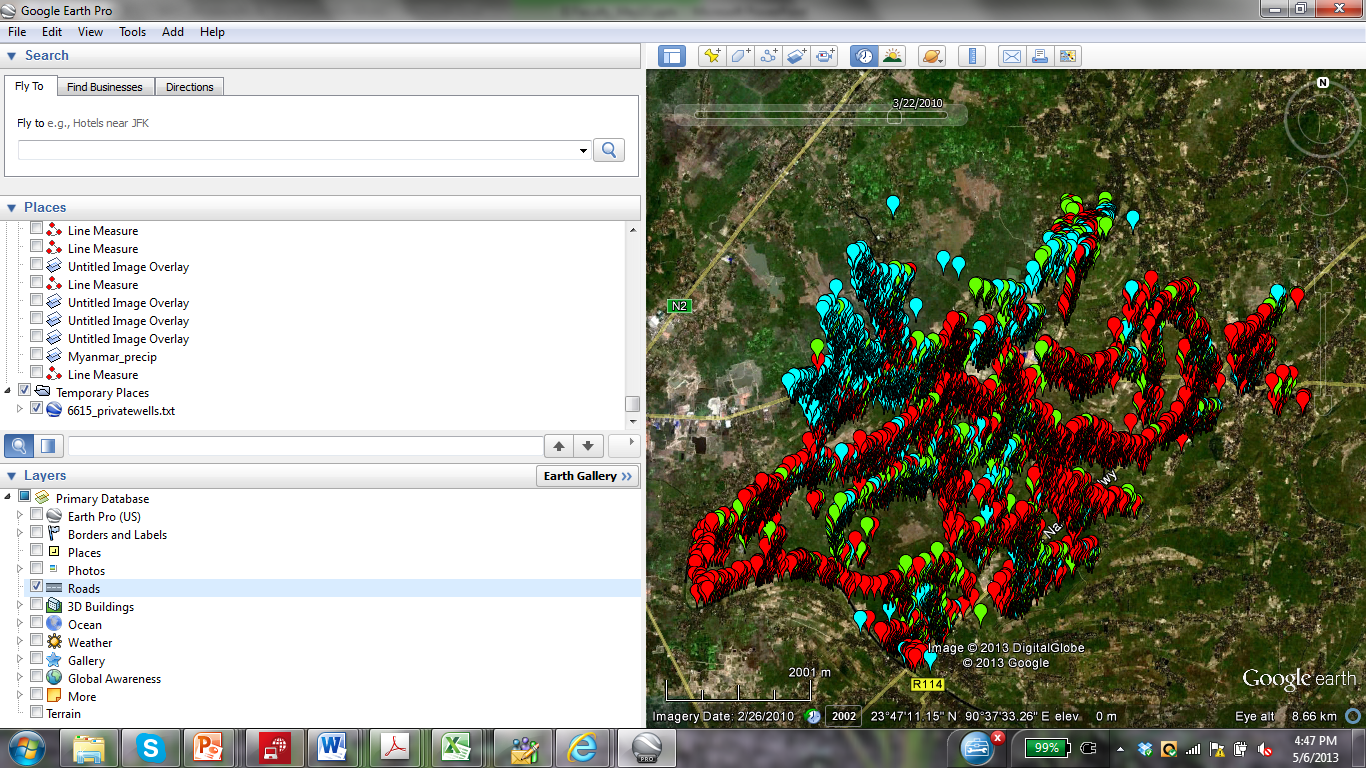 Google Earth Pro
File Edit View Tools Add Help
Search
Fly To Find Businesses Directions
Fly to e.g., Hotels near JFK
Places
Line Measure
Line Measure
Untitled Image Overlay
Line Measure
Untitled Image Overlay
Untitled Image Overlay
Untitled Image Overlay
Myanmar_precip
Line Measure
Temporary Places
6615_privatewells.txt
Layers
Earth Gallery >>
Primary Database
Earth Pro (US)
Borders and Labels
Places
Photos
Roads
3D Buildings
Ocean
Weather
Gallery
Global Awareness
More
Terrain
3/22/2010
N
N2
Na
wy
Image © 2013 DigitalGlobe
© 2013 Google
2001 m
R114
Google earth
Imagery Date: 2/26/2010 2002 23°47'11.15" N 90°37'33.26" E elev 0 m Eye alt 8.66 km
PRO
99%
4:47 PM
5/6/2013